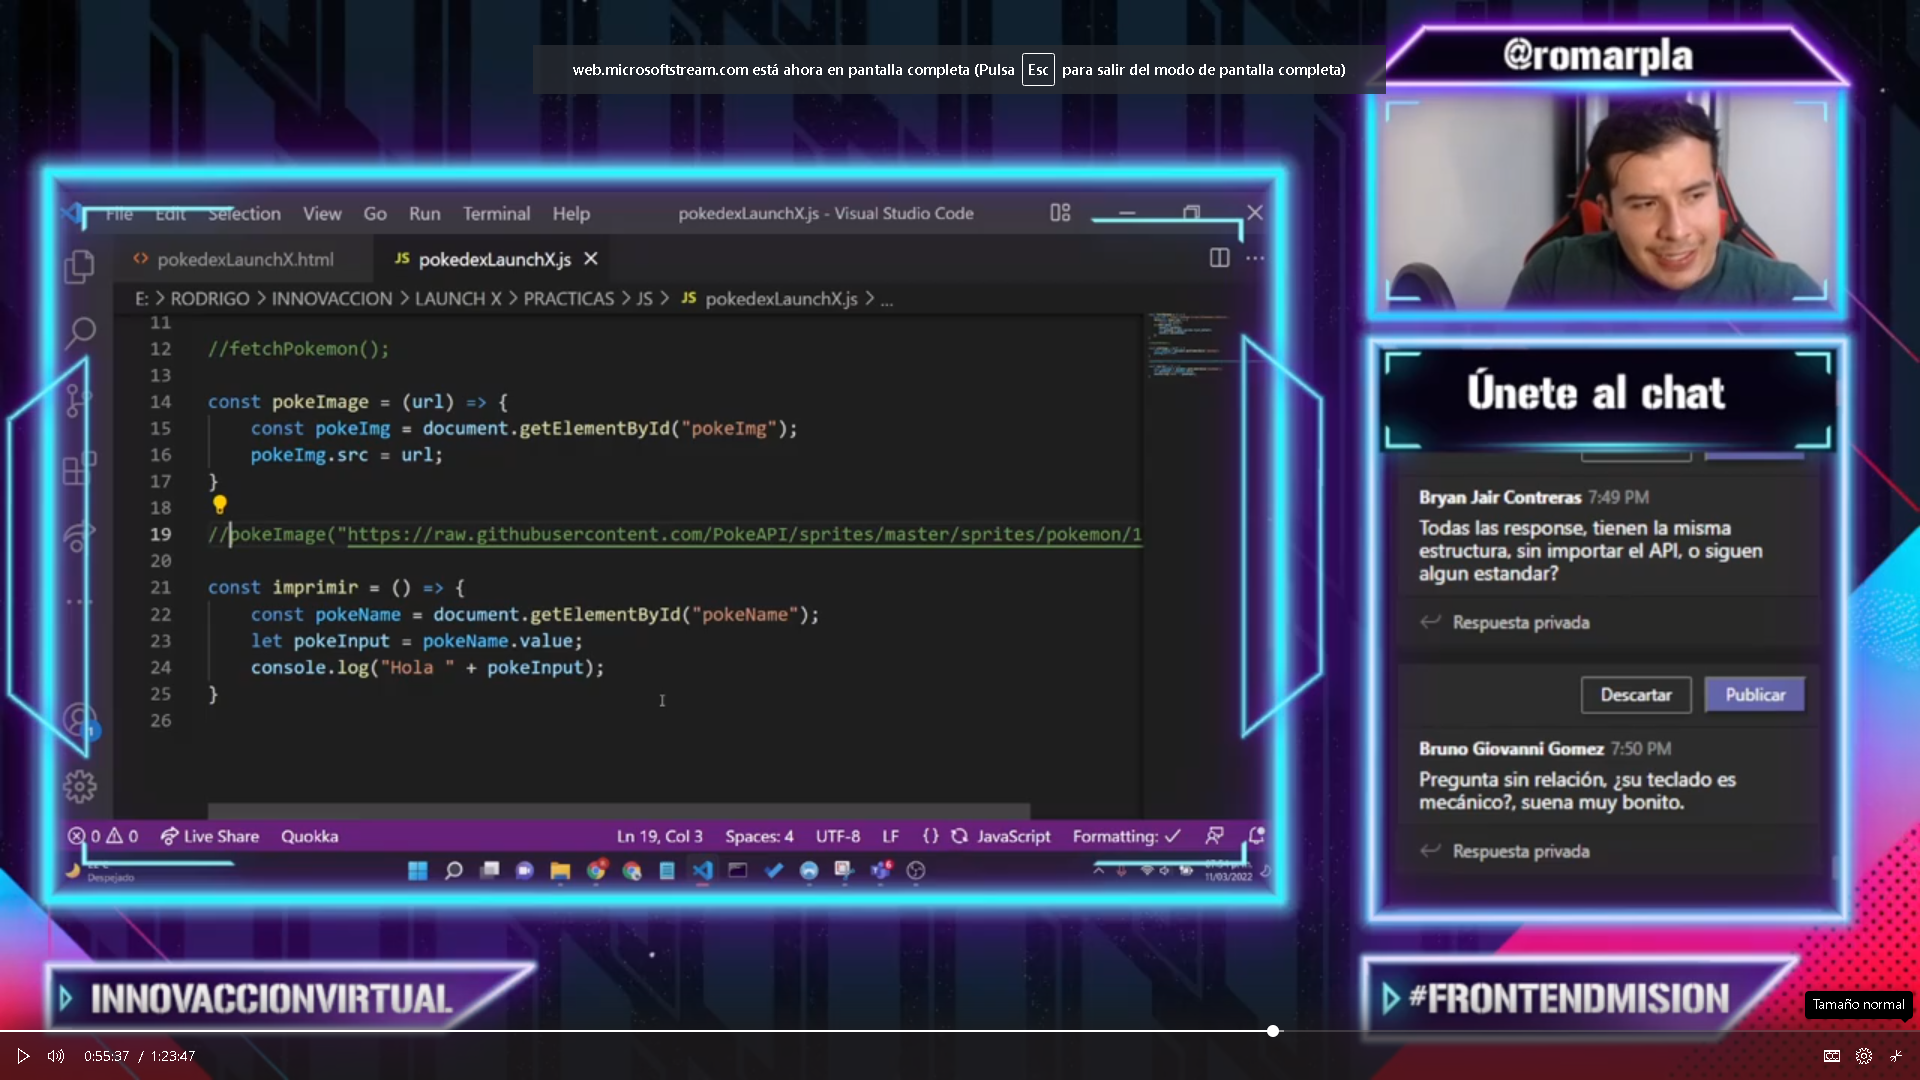 web.microsoftstream.com está ahora en pantalla completa (Pulsa Esc para salir del modo de pantalla completa)
@romarpla
File Edit Selection View Go Run Terminal Help
pokedexLaunchX.js - Visual Studio Code
pokedexLaunchX.html
JS pokedexLaunchX.js
E: > RODRIGO > INNOVACCION > LAUNCH X > PRACTICAS > JS > JS pokedexLaunchX.js > ...
11
12 //fetchPokemon();
13
14 const pokeImage = (url) => {
15 const pokeImg = document.getElementById("pokeImg");
16 pokeImg.src = url;
17 }
18
19 //pokeImage("https://raw.githubusercontent.com/PokeAPI/sprites/master/sprites/pokemon/1
20
21 const imprimir = () => {
22 const pokeName = document.getElementById("pokeName");
23 let pokeInput = pokeName.value;
24 console.log("Hola " + pokeInput);
25 }
26
1
0 0 Live Share Quokka
Ln 19, Col 3 Spaces: 4 UTF-8 LF {} JavaScript Formatting: ✓
Despejado
11/03/2022
Únete al chat
Bryan Jair Contreras 7:49 PM
Todas las response, tienen la misma
estructura, sin importar el API, o siguen
algun estandar?
Respuesta privada
Descartar Publicar
Bruno Giovanni Gomez 7:50 PM
Pregunta sin relación, ¿su teclado es
mecánico?, suena muy bonito.
Respuesta privada
INNOVACCIONVIRTUAL
#FRONTENDMISION
Tamaño normal
0:55:37 / 1:23:47
CC